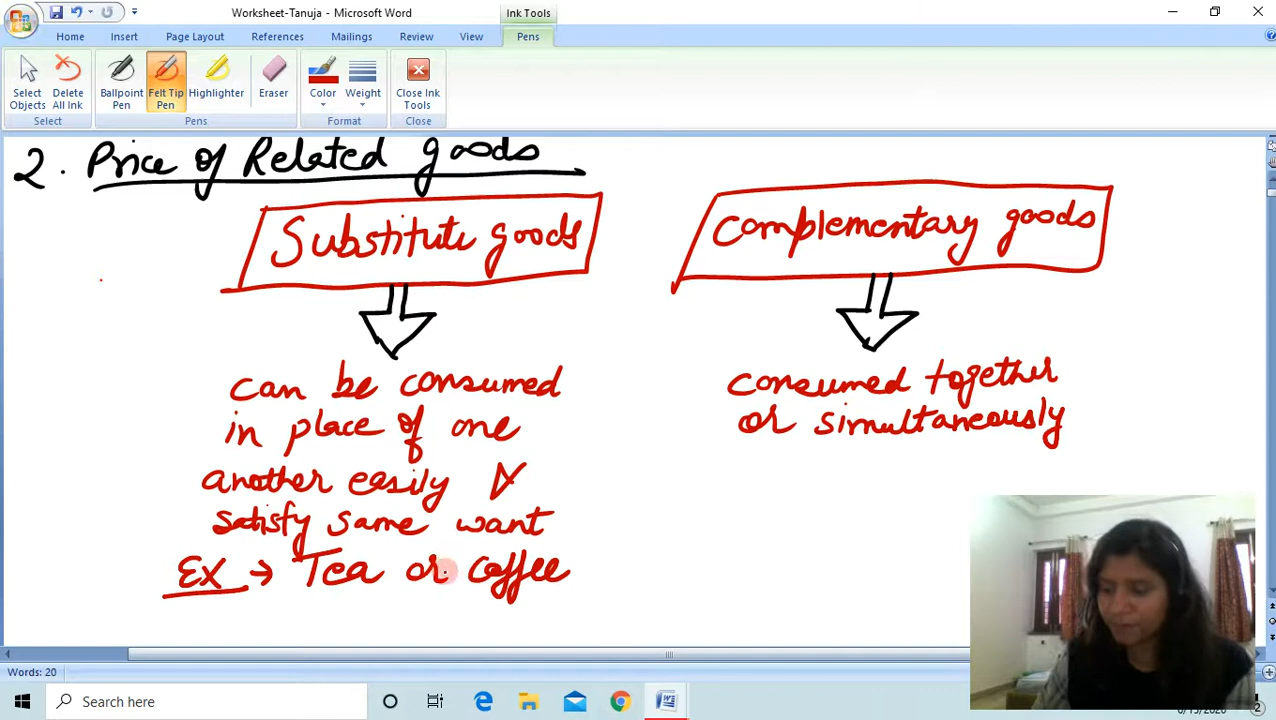 Worksheet-Tanuja - Microsoft Word
Ink Tools
Home
Insert
Page Layout
References
Mailings
Review
View
Pens
Select Objects
Delete All Ink
Ballpoint Pen
Felt Tip Pen
Highlighter
Eraser
Color
Weight
Close Ink Tools
Select
Pens
Format
Close
2. Price of Related goods
Substitute goods
Complementary goods
can be consumed
in place of one
another easily &
satisfy same want
EX → Tea or coffee
consumed together
or simultaneously
Words: 20
Search here